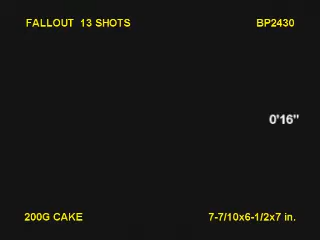 FALLOUT  13 SHOTS
BP2430
0'16"
200G CAKE
7-7/10x6-1/2x7 in.